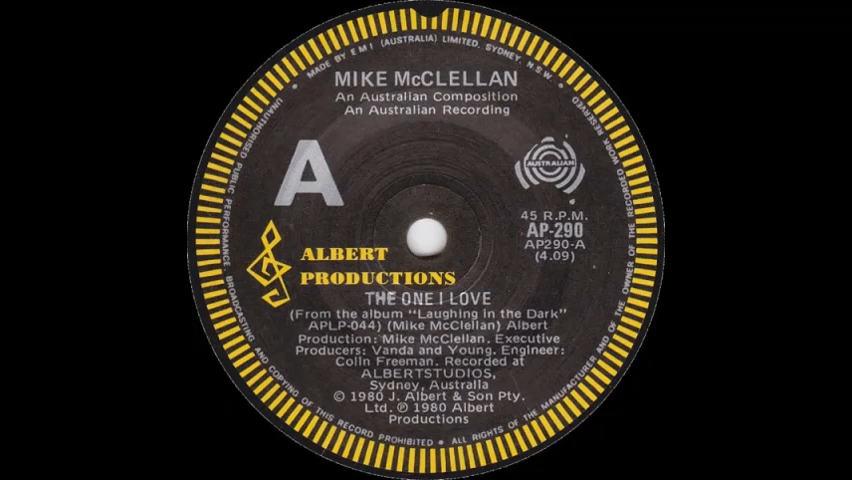 MADE BY E M I (AUSTRALIA) LIMITED, SYDNEY, N.S.W.
MIKE McCLELLAN
An Australian Composition
An Australian Recording
A
AUSTRALIAN
45 R.P.M.
AP-290
AP290-A
(4.09)
ALBERT
PRODUCTIONS
THE ONE I LOVE
(From the album "Laughing in the Dark"
APLP-044) (Mike McClellan) Albert
Production: Mike McClellan. Executive
Producers: Vanda and Young. Engineer:
Colin Freeman. Recorded at
ALBERTSTUDIOS,
Sydney, Australia
© 1980 J. Albert & Son Pty.
Ltd. ℗ 1980 Albert
Productions
UNAUTHORISED PUBLIC PERFORMANCE, BROADCASTING AND COPYING OF THIS RECORD PROHIBITED • ALL RIGHTS OF THE MANUFACTURER AND OF THE OWNER OF THE RECORDED WORK RESERVED